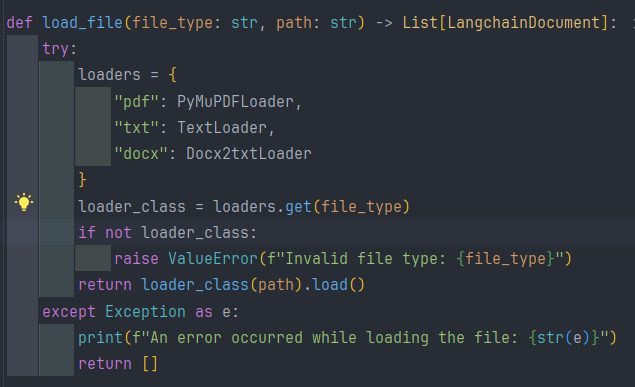 def load_file(file_type: str, path: str) -> List[LangchainDocument]:
    try:
        loaders = {
            "pdf": PyMuPDFLoader,
            "txt": TextLoader,
            "docx": Docx2txtLoader
        }
        loader_class = loaders.get(file_type)
        if not loader_class:
            raise ValueError(f"Invalid file type: {file_type}")
        return loader_class(path).load()
    except Exception as e:
        print(f"An error occurred while loading the file: {str(e)}")
        return []